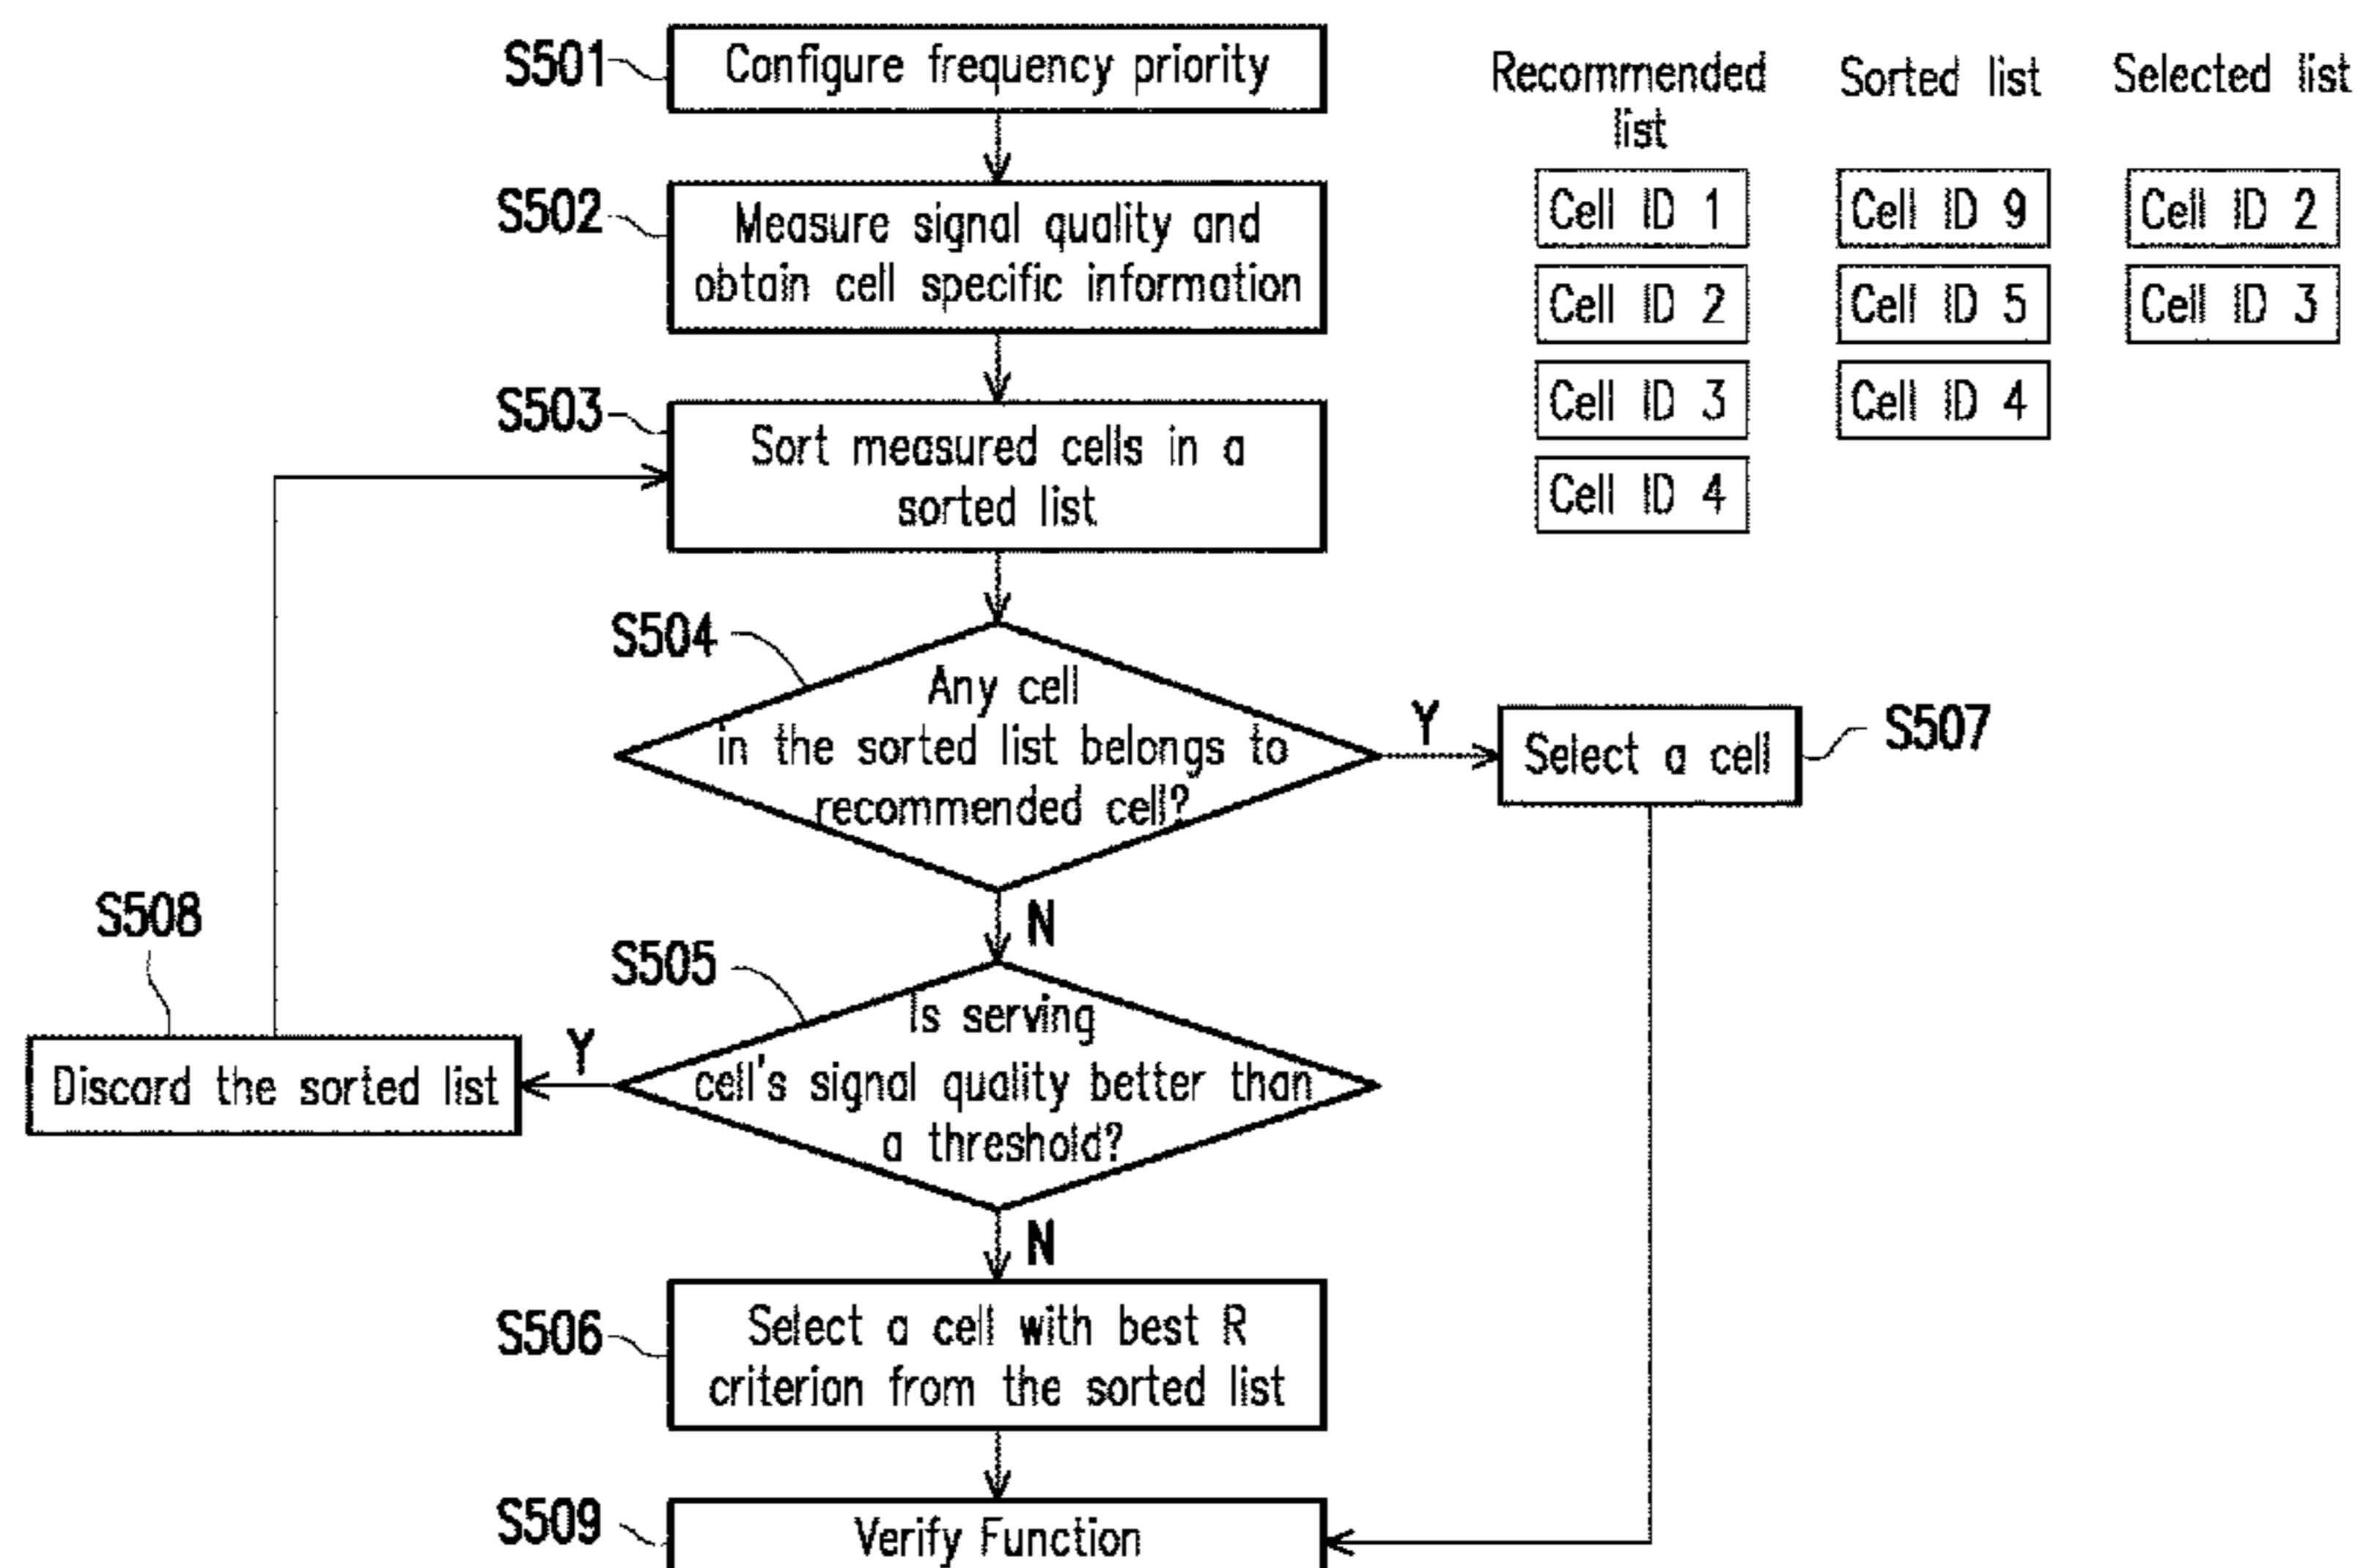 S501
Configure frequency priority
S502
Measure signal quality and
obtain cell specific information
S503
Sort measured cells in a
sorted list
S504
Any cell
in the sorted list belongs to
recommended cell?
Y
Select a cell
S507
N
S505
Is serving
cell's signal quality better than
a threshold?
Y
S508
Discard the sorted list
N
S506
Select a cell with best R
criterion from the sorted list
S509
Verify Function
Recommended
list
Cell ID 1
Cell ID 2
Cell ID 3
Cell ID 4
Sorted list
Cell ID 9
Cell ID 5
Cell ID 4
Selected list
Cell ID 2
Cell ID 3